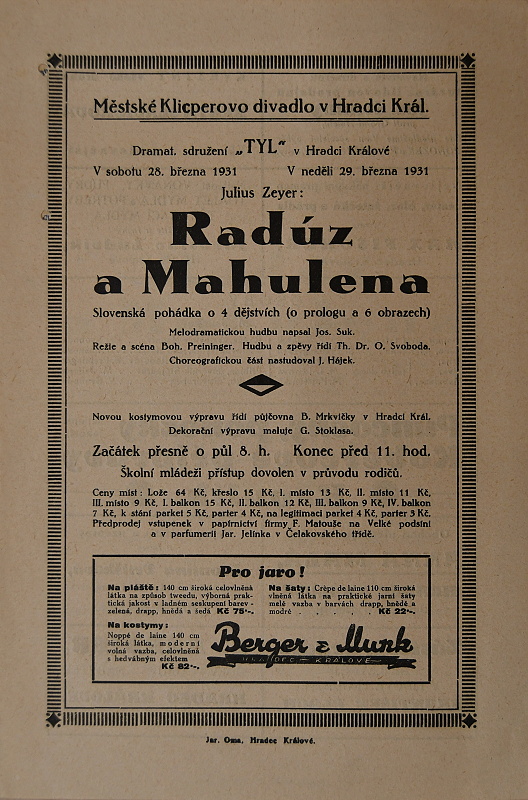 Městské Klicperovo divadlo v Hradci Král.
Dramat. sdružení „TYL“ v Hradci Králové
V sobotu 28. března 1931 V neděli 29. března 1931
Julius Zeyer:
Radúz
a Mahulena
Slovenská pohádka o 4 dějstvích (o prologu a 6 obrazech)
Melodramatickou hudbu napsal Jos. Suk.
Režie a scéna Boh. Preininger. Hudbu a zpěvy řídí Th. Dr. O. Svoboda.
Choreografickou část nastudoval J. Hájek.
Novou kostymovou výpravu řídí půjčovna B. Mrkvičky v Hradci Král.
Dekorační výpravu maluje G. Stoklasa.
Začátek přesně o půl 8. h. Konec před 11. hod.
Školní mládeži přístup dovolen v průvodu rodičů.
Ceny míst: Lože 64 Kč, křeslo 15 Kč, I. místo 13 Kč, II. místo 11 Kč,
III. místo 9 Kč, I. balkon 15 Kč, II. balkon 12 Kč, III. balkon 9 Kč, IV. balkon
7 Kč, k stání parket 5 Kč, parter 4 Kč, na legitimaci parket 4 Kč, parter 3 Kč.
Předprodej vstupenek v papírnictví firmy F. Matouše na Velké podsíni
a v parfumerii Jar. Jelínka v Čelakovského třídě.
Pro jaro!
Na pláště: 140 cm široká celovlněná
látka na způsob tweedu, výborná prak-
tická jakost v ladném seskupení barev -
zelená, drapp, hnědá a šedá Kč 75·-.
Na kostymy:
Noppé de laine 140 cm
široká látka, moderní
volná vazba, celovlněná
s hedvábným efektem
Kč 82·-.
Na šaty: Crèpe de laine 110 cm široká
vlněná látka na praktické jarní šaty
melé vazby v barvách drapp, hnědé a
modré . . . . . Kč 22·-.
Berger & Munk
HRADEC - KRÁLOVÉ
Jar. Oma, Hradec Králové.